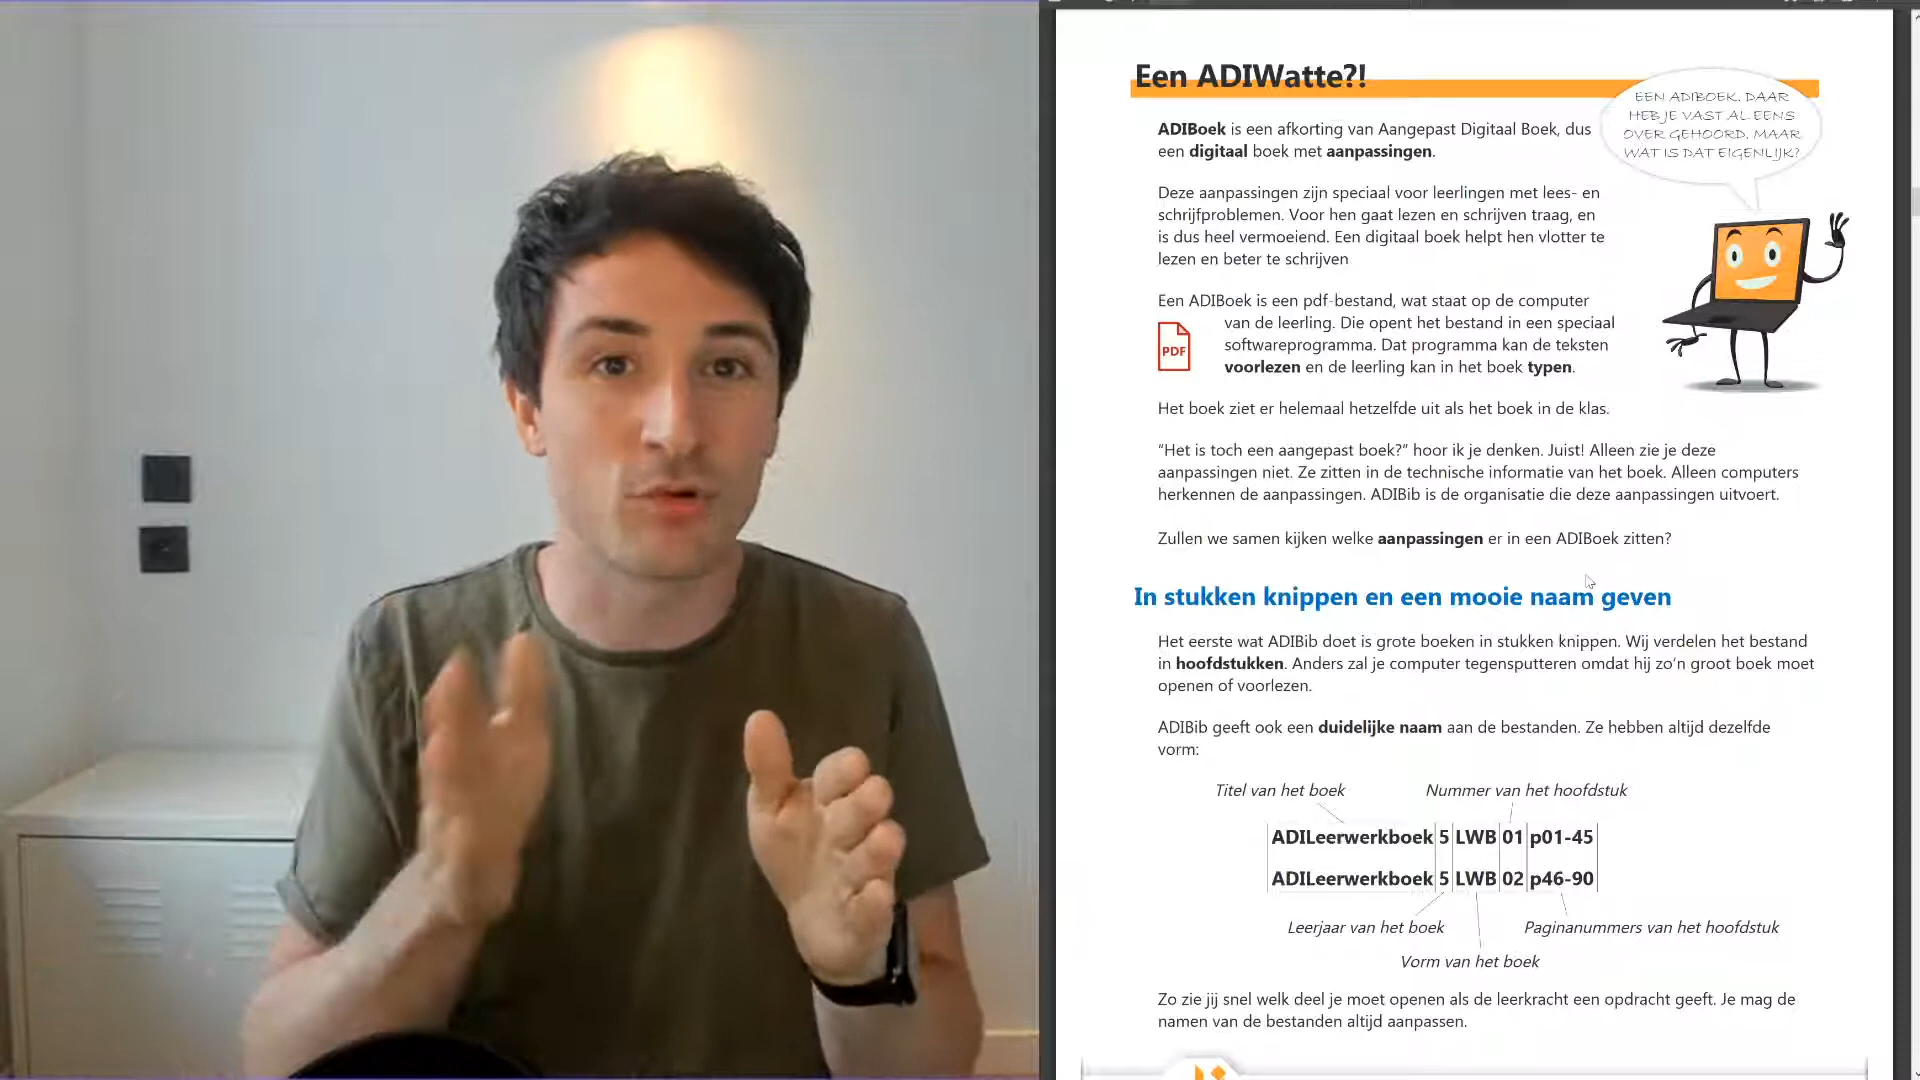 Een ADIWatte?!
EEN ADIBOEK. DAAR
HEB JE VAST AL EENS
OVER GEHOORD. MAAR
WAT IS DAT EIGENLIJK?
ADIBoek is een afkorting van Aangepast Digitaal Boek, dus
een digitaal boek met aanpassingen.
Deze aanpassingen zijn speciaal voor leerlingen met lees- en
schrijfproblemen. Voor hen gaat lezen en schrijven traag, en
is dus heel vermoeiend. Een digitaal boek helpt hen vlotter te
lezen en beter te schrijven
Een ADIBoek is een pdf-bestand, wat staat op de computer
van de leerling. Die opent het bestand in een speciaal
softwareprogramma. Dat programma kan de teksten
voorlezen en de leerling kan in het boek typen.
PDF
Het boek ziet er helemaal hetzelfde uit als het boek in de klas.
“Het is toch een aangepast boek?” hoor ik je denken. Juist! Alleen zie je deze
aanpassingen niet. Ze zitten in de technische informatie van het boek. Alleen computers
herkennen de aanpassingen. ADIBib is de organisatie die deze aanpassingen uitvoert.
Zullen we samen kijken welke aanpassingen er in een ADIBoek zitten?
In stukken knippen en een mooie naam geven
Het eerste wat ADIBib doet is grote boeken in stukken knippen. Wij verdelen het bestand
in hoofdstukken. Anders zal je computer tegensputteren omdat hij zo’n groot boek moet
openen of voorlezen.
ADIBib geeft ook een duidelijke naam aan de bestanden. Ze hebben altijd dezelfde
vorm:
Titel van het boek
Nummer van het hoofdstuk
ADILeerwerkboek 5 LWB 01 p01-45
ADILeerwerkboek 5 LWB 02 p46-90
Leerjaar van het boek
Paginanummers van het hoofdstuk
Vorm van het boek
Zo zie jij snel welk deel je moet openen als de leerkracht een opdracht geeft. Je mag de
namen van de bestanden altijd aanpassen.